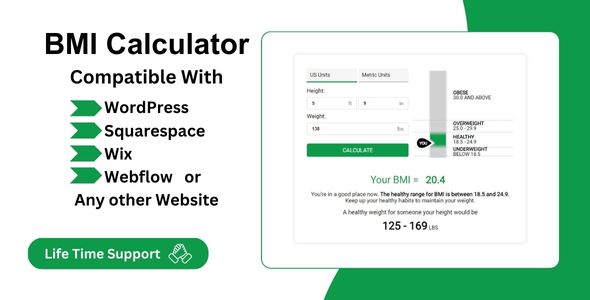 BMI Calculator
Compatible With
WordPress
Squarespace
Wix
Webflow or
Any other Website
Life Time Support
US Units
Metric Units
Height:
5 ft 9 in
Weight:
138 lbs
CALCULATE
OBESE
30.0 AND ABOVE
OVERWEIGHT
25.0 - 29.9
YOU
HEALTHY
18.5 - 24.9
UNDERWEIGHT
BELOW 18.5
Your BMI = 20.4
You're in a good place now. The healthy range for BMI is between 18.5 and 24.9.
Keep up your healthy habits to maintain your weight.
A healthy weight for someone your height would be
125 - 169 LBS